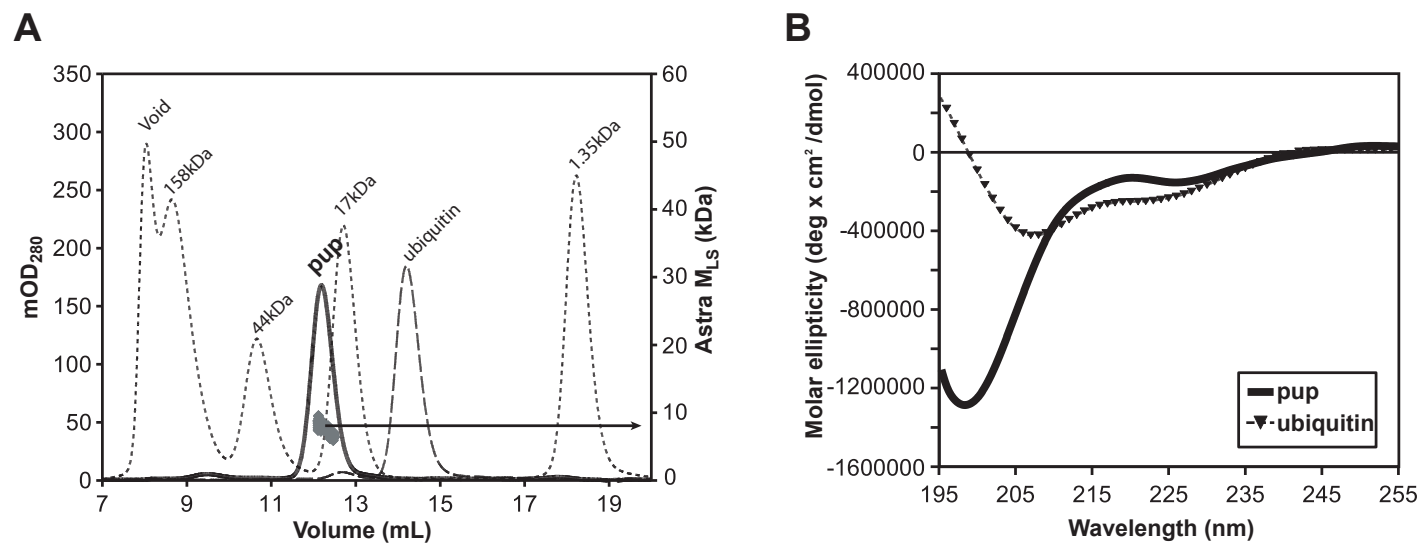 A
B
350
300
250
200
150
100
50
0
mOD280
7
9
11
13
15
17
19
Volume (mL)
60
50
40
30
20
10
0
Astra MLS (kDa)
Void
158kDa
44kDa
pup
17kDa
ubiquitin
1.35kDa
400000
0
-400000
-800000
-1200000
-1600000
Molar ellipticity (deg x cm² /dmol)
195
205
215
225
235
245
255
Wavelength (nm)
pup
ubiquitin